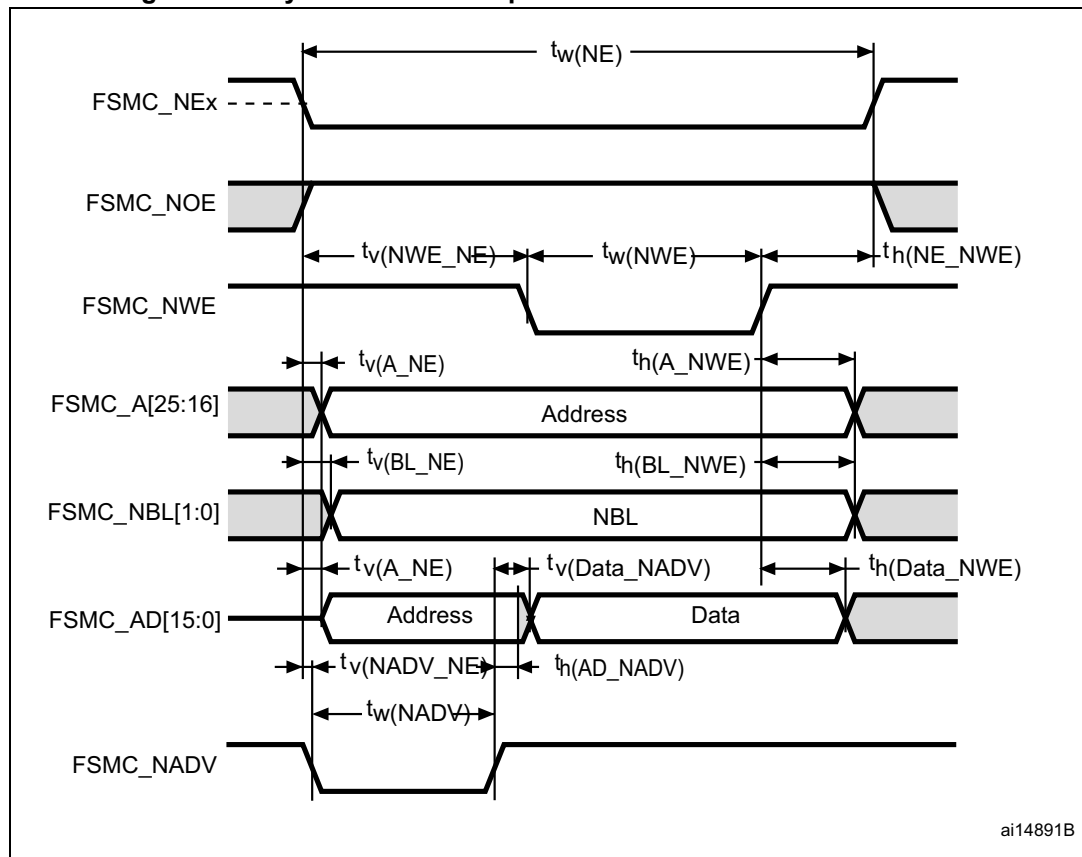 tw(NE)
FSMC_NEx
FSMC_NOE
tv(NWE_NE) tw(NWE) th(NE_NWE)
FSMC_NWE
tv(A_NE) th(A_NWE)
FSMC_A[25:16] Address
tv(BL_NE) th(BL_NWE)
FSMC_NBL[1:0] NBL
tv(A_NE) tv(Data_NADV) th(Data_NWE)
FSMC_AD[15:0] Address Data
tv(NADV_NE) th(AD_NADV)
tw(NADV)
FSMC_NADV
ai14891B